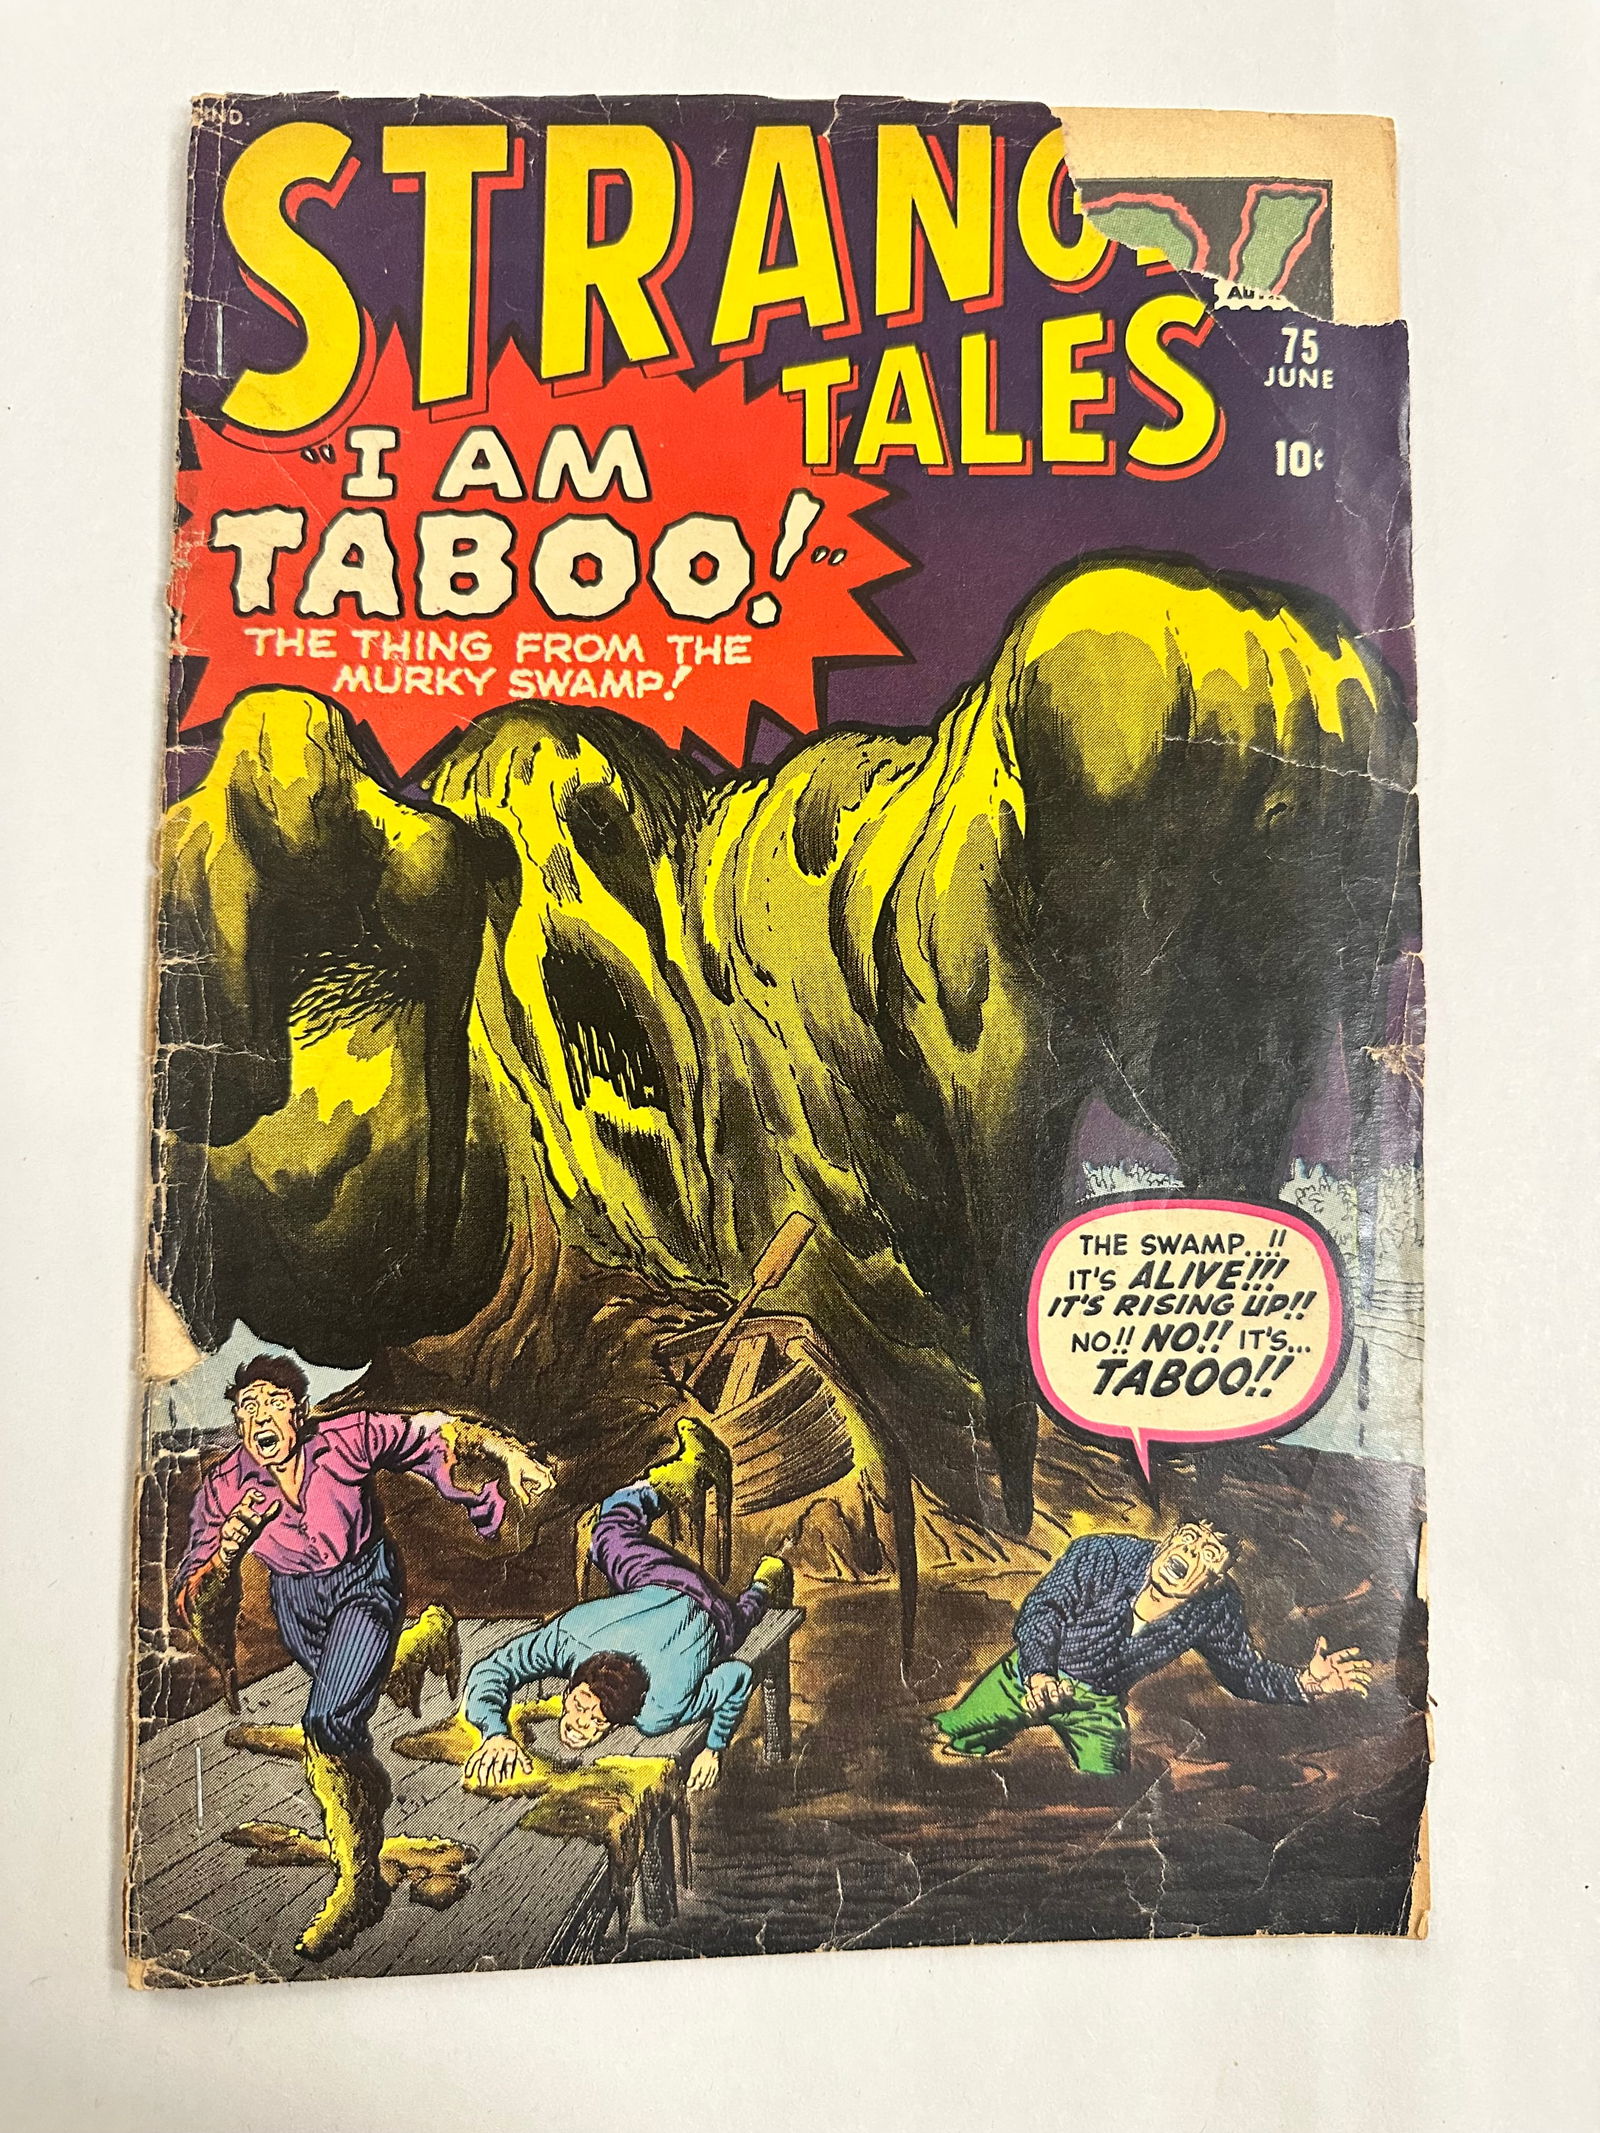 IND.
STRANG
TALES
75
JUNE
10¢
"I AM
TABOO!"
THE THING FROM THE
MURKY SWAMP!
THE SWAMP...!!
IT'S ALIVE!!!
IT'S RISING UP!!
NO!! NO!! IT'S...
TABOO!!